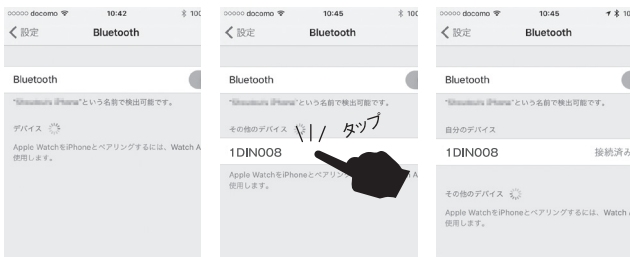 docomo 10:42 100
設定 Bluetooth
Bluetooth
"という名前で検出可能です。
デバイス
Apple WatchをiPhoneとペアリングするには、Watch A
使用します。
docomo 10:45 100
設定 Bluetooth
Bluetooth
"という名前で検出可能です。
その他のデバイス
タップ
1DIN008
Apple WatchをiPhoneとペアリン
使用します。
docomo 10:45 10
設定 Bluetooth
Bluetooth
"という名前で検出可能です。
自分のデバイス
1DIN008 接続済み
その他のデバイス
Apple WatchをiPhoneとペアリングするには、Watch
使用します。